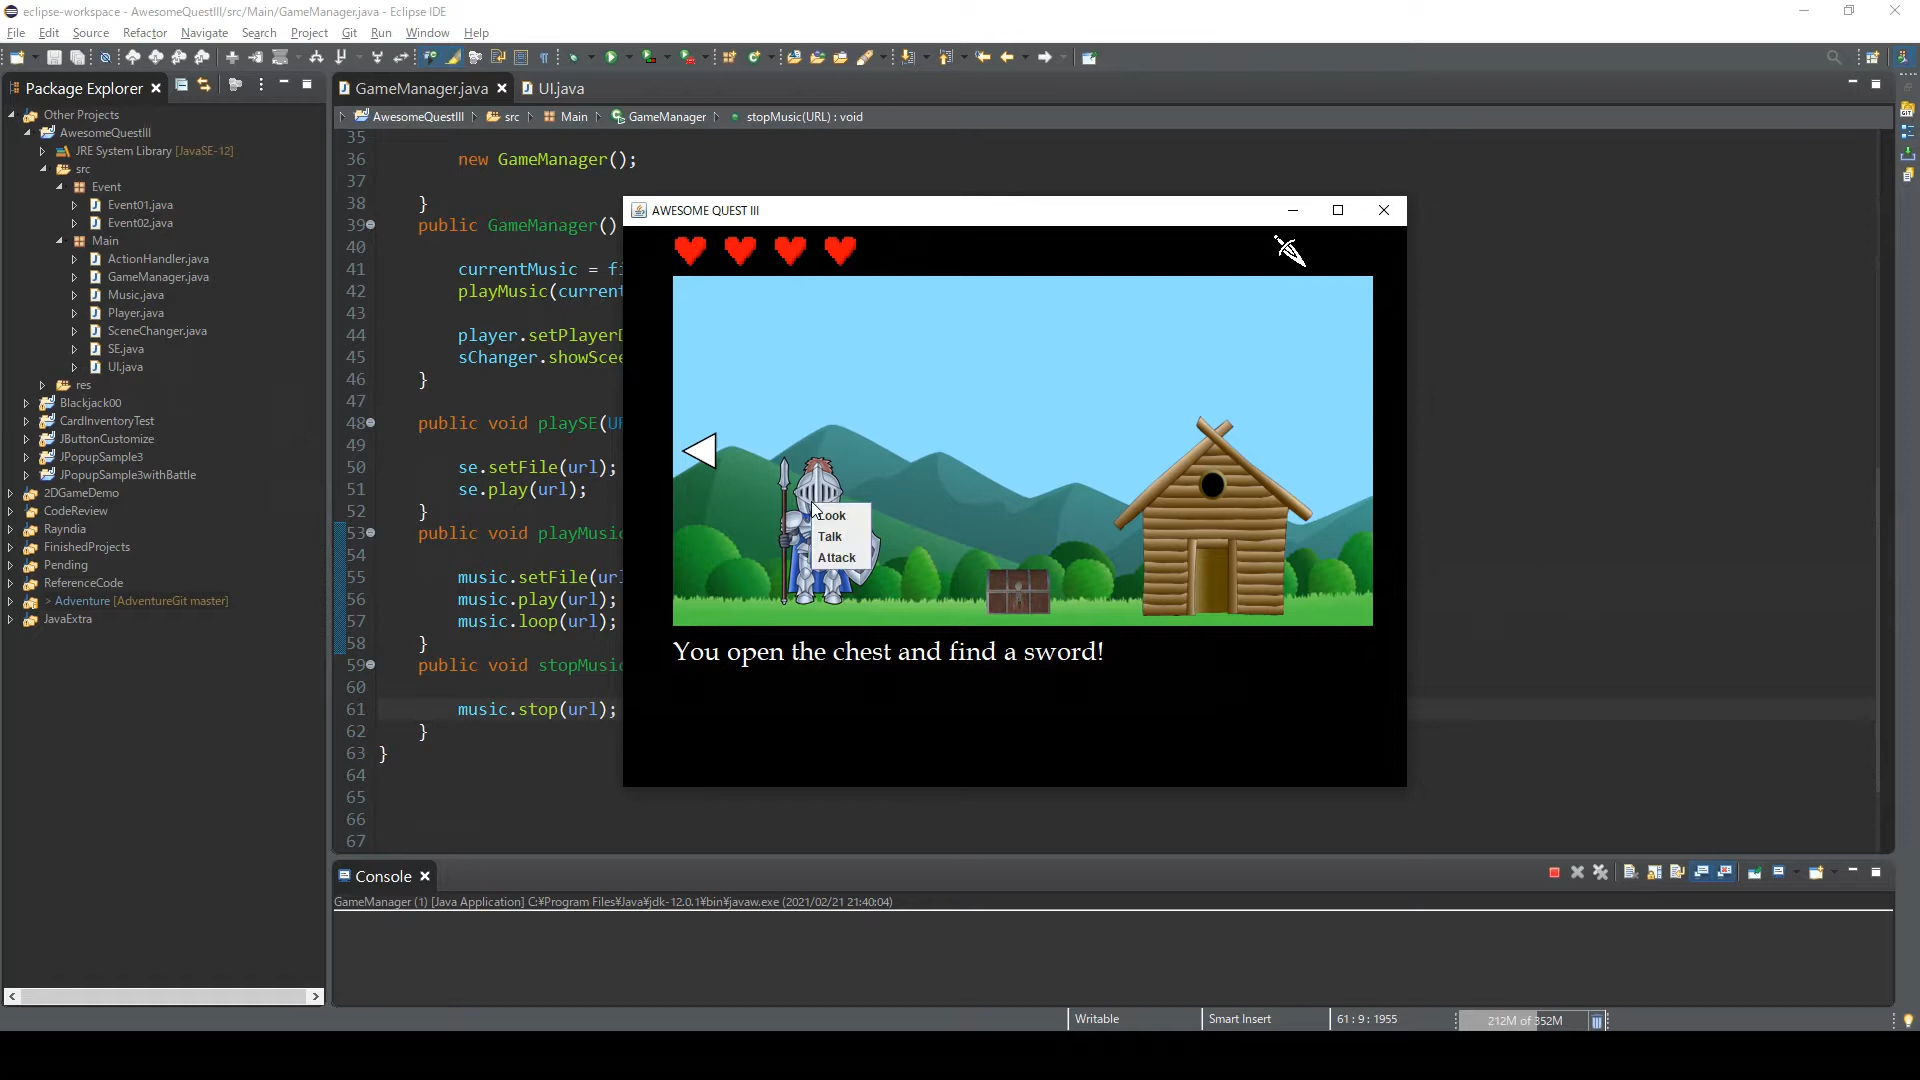 eclipse-workspace - AwesomeQuestIII/src/Main/GameManager.java - Eclipse IDE
File Edit Source Refactor Navigate Search Project Git Run Window Help
Package Explorer
GameManager.java UI.java
AwesomeQuestIII src Main GameManager stopMusic(URL) : void
Other Projects
AwesomeQuestIII
JRE System Library [JavaSE-12]
src
Event
Event01.java
Event02.java
Main
ActionHandler.java
GameManager.java
Music.java
Player.java
SceneChanger.java
SE.java
UI.java
res
Blackjack00
CardInventoryTest
JButtonCustomize
JPopupSample3
JPopupSample3withBattle
2DGameDemo
CodeReview
Rayndia
FinishedProjects
Pending
ReferenceCode
> Adventure [AdventureGit master]
JavaExtra
35
36 new GameManager();
37
38 }
39 public GameManager()
40
41 currentMusic = fi
42 playMusic(current
43
44 player.setPlayerD
45 sChanger.showScee
46 }
47
48 public void playSE(UR
49
50 se.setFile(url);
51 se.play(url);
52 }
53 public void playMusic
54
55 music.setFile(url
56 music.play(url);
57 music.loop(url);
58 }
59 public void stopMusic
60
61 music.stop(url);
62 }
63 }
64
65
66
67
AWESOME QUEST III
Look
Talk
Attack
You open the chest and find a sword!
Console
GameManager (1) [Java Application] C:¥Program Files¥Java¥jdk-12.0.1¥bin¥javaw.exe (2021/02/21 21:40:04)
Writable Smart Insert 61 : 9 : 1955 212M of 352M